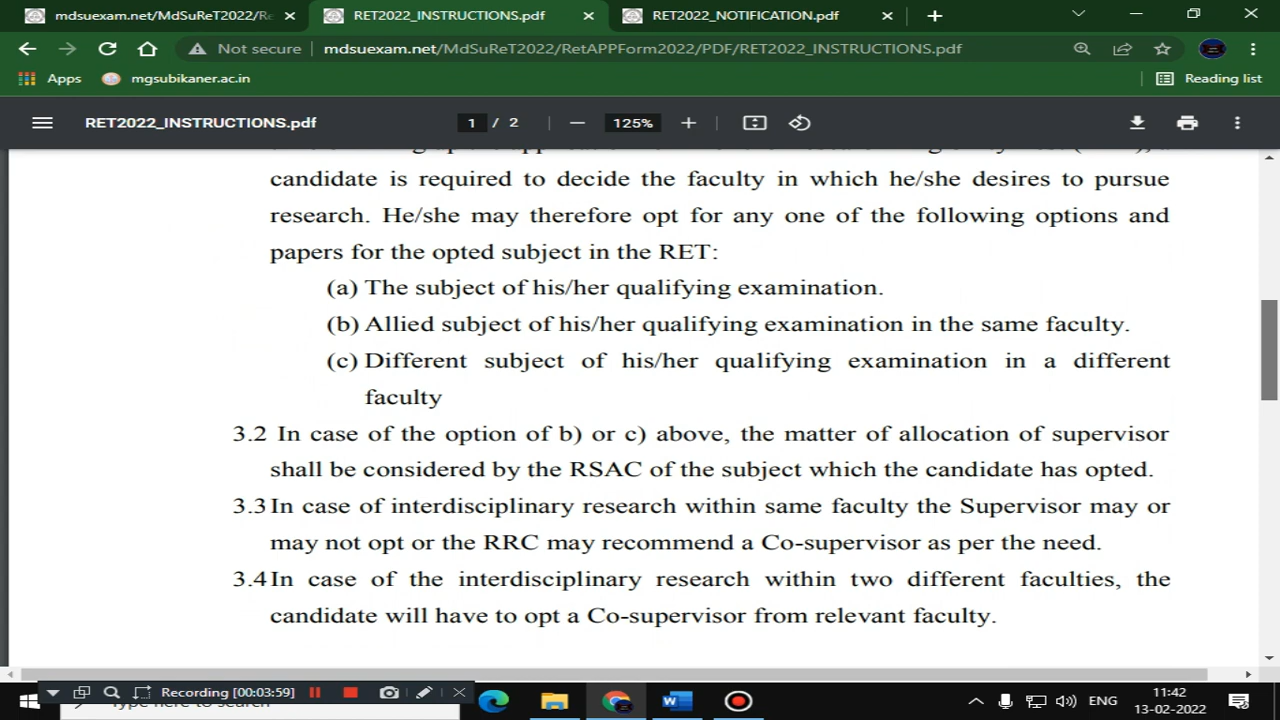 mdsuexam.net/MdSuReT2022/Re
RET2022_INSTRUCTIONS.pdf
RET2022_NOTIFICATION.pdf
Not secure
mdsuexam.net/MdSuReT2022/RetAPPForm2022/PDF/RET2022_INSTRUCTIONS.pdf
Apps
mgsubikaner.ac.in
Reading list
RET2022_INSTRUCTIONS.pdf
1 / 2
125%
candidate is required to decide the faculty in which he/she desires to pursue
research. He/she may therefore opt for any one of the following options and
papers for the opted subject in the RET:
(a) The subject of his/her qualifying examination.
(b) Allied subject of his/her qualifying examination in the same faculty.
(c) Different subject of his/her qualifying examination in a different
faculty
3.2 In case of the option of b) or c) above, the matter of allocation of supervisor
shall be considered by the RSAC of the subject which the candidate has opted.
3.3 In case of interdisciplinary research within same faculty the Supervisor may or
may not opt or the RRC may recommend a Co-supervisor as per the need.
3.4 In case of the interdisciplinary research within two different faculties, the
candidate will have to opt a Co-supervisor from relevant faculty.
Recording [00:03:59]
Type here to search
ENG
11:42
13-02-2022